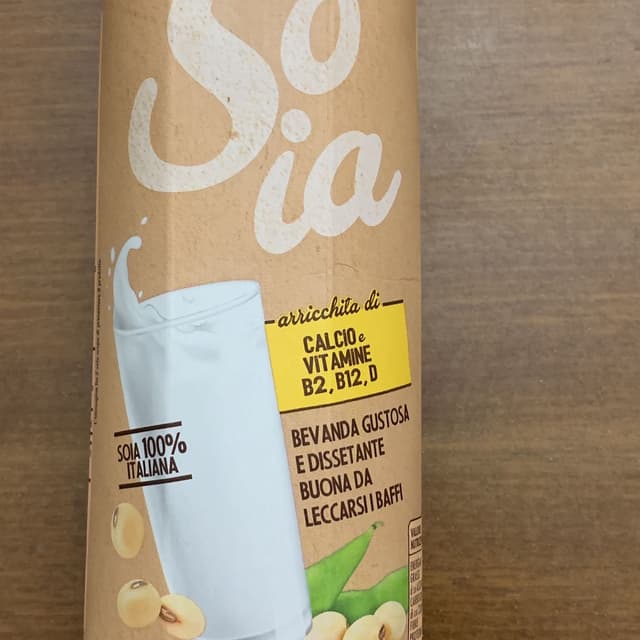 So
ia
arricchita di
CALCIO e
VITAMINE
B2, B12, D
BEVANDA GUSTOSA
E DISSETANTE
BUONA DA
LECCARSI I BAFFI
SOIA 100%
ITALIANA